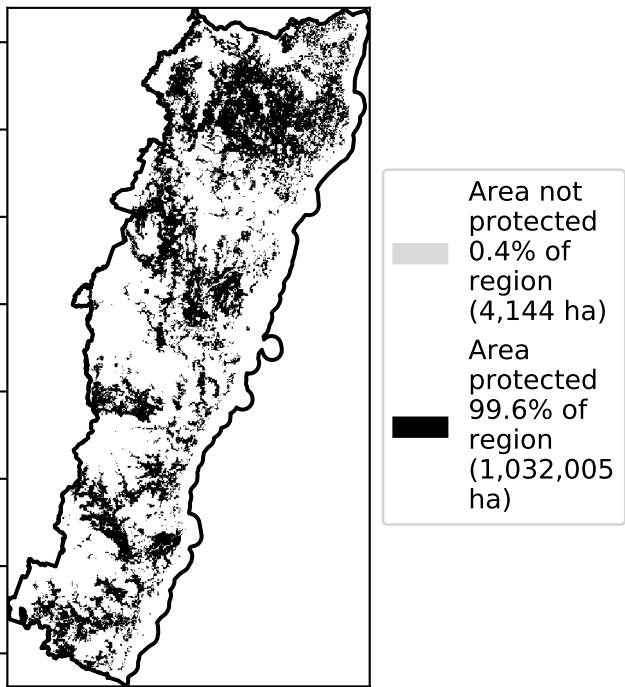 Area not
protected
0.4% of
region
(4,144 ha)
Area
protected
99.6% of
region
(1,032,005
ha)